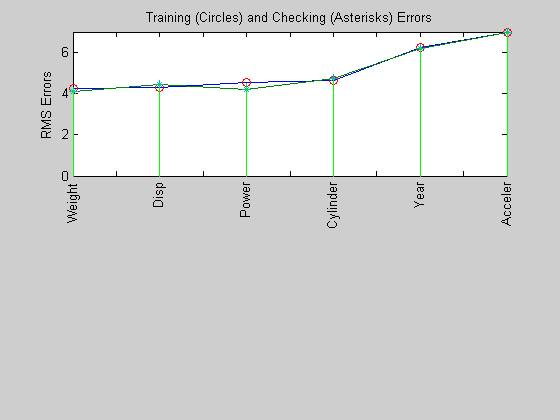 Training (Circles) and Checking (Asterisks) Errors
RMS Errors
6
4
2
0
Weight
Disp
Power
Cylinder
Year
Acceler